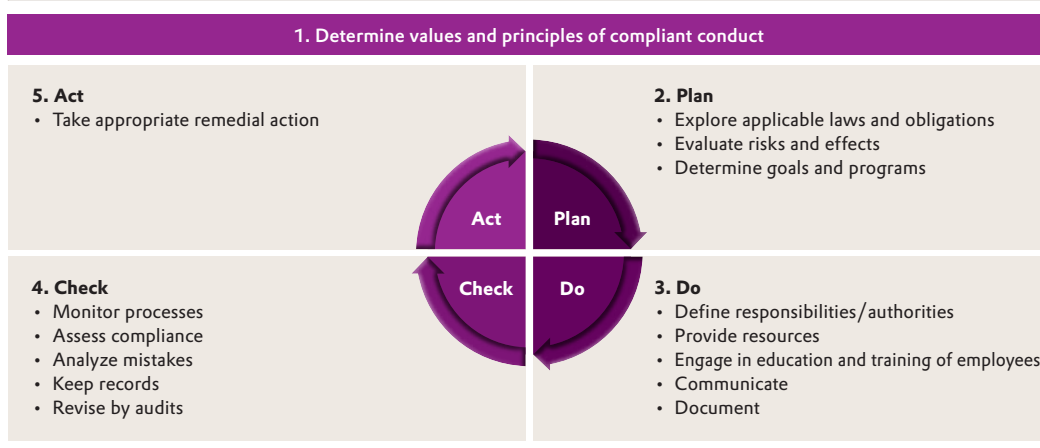 1. Determine values and principles of compliant conduct
5. Act
• Take appropriate remedial action
2. Plan
• Explore applicable laws and obligations
• Evaluate risks and effects
• Determine goals and programs
Act
Plan
Check
Do
4. Check
• Monitor processes
• Assess compliance
• Analyze mistakes
• Keep records
• Revise by audits
3. Do
• Define responsibilities/authorities
• Provide resources
• Engage in education and training of employees
• Communicate
• Document